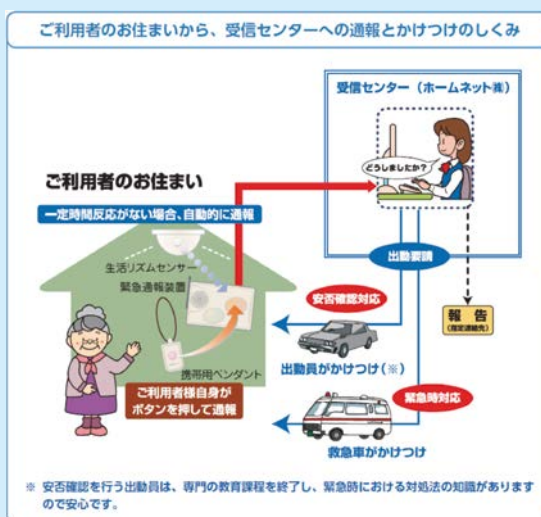 ご利用者のお住まいから、受信センターへの通報とかけつけのしくみ
受信センター(ホームネット㈱)
どうしましたか?
ご利用者のお住まい
一定時間反応がない場合、自動的に通報
生活リズムセンサー
緊急通報装置
携帯用ペンダント
ご利用者様自身が
ボタンを押して通報
出動要請
安否確認対応
出動員がかけつけ(※)
報告
(指定連絡先)
緊急時対応
救急車がかけつけ
※ 安否確認を行う出動員は、専門の教育課程を終了し、緊急時における対処法の知識があります
ので安心です。